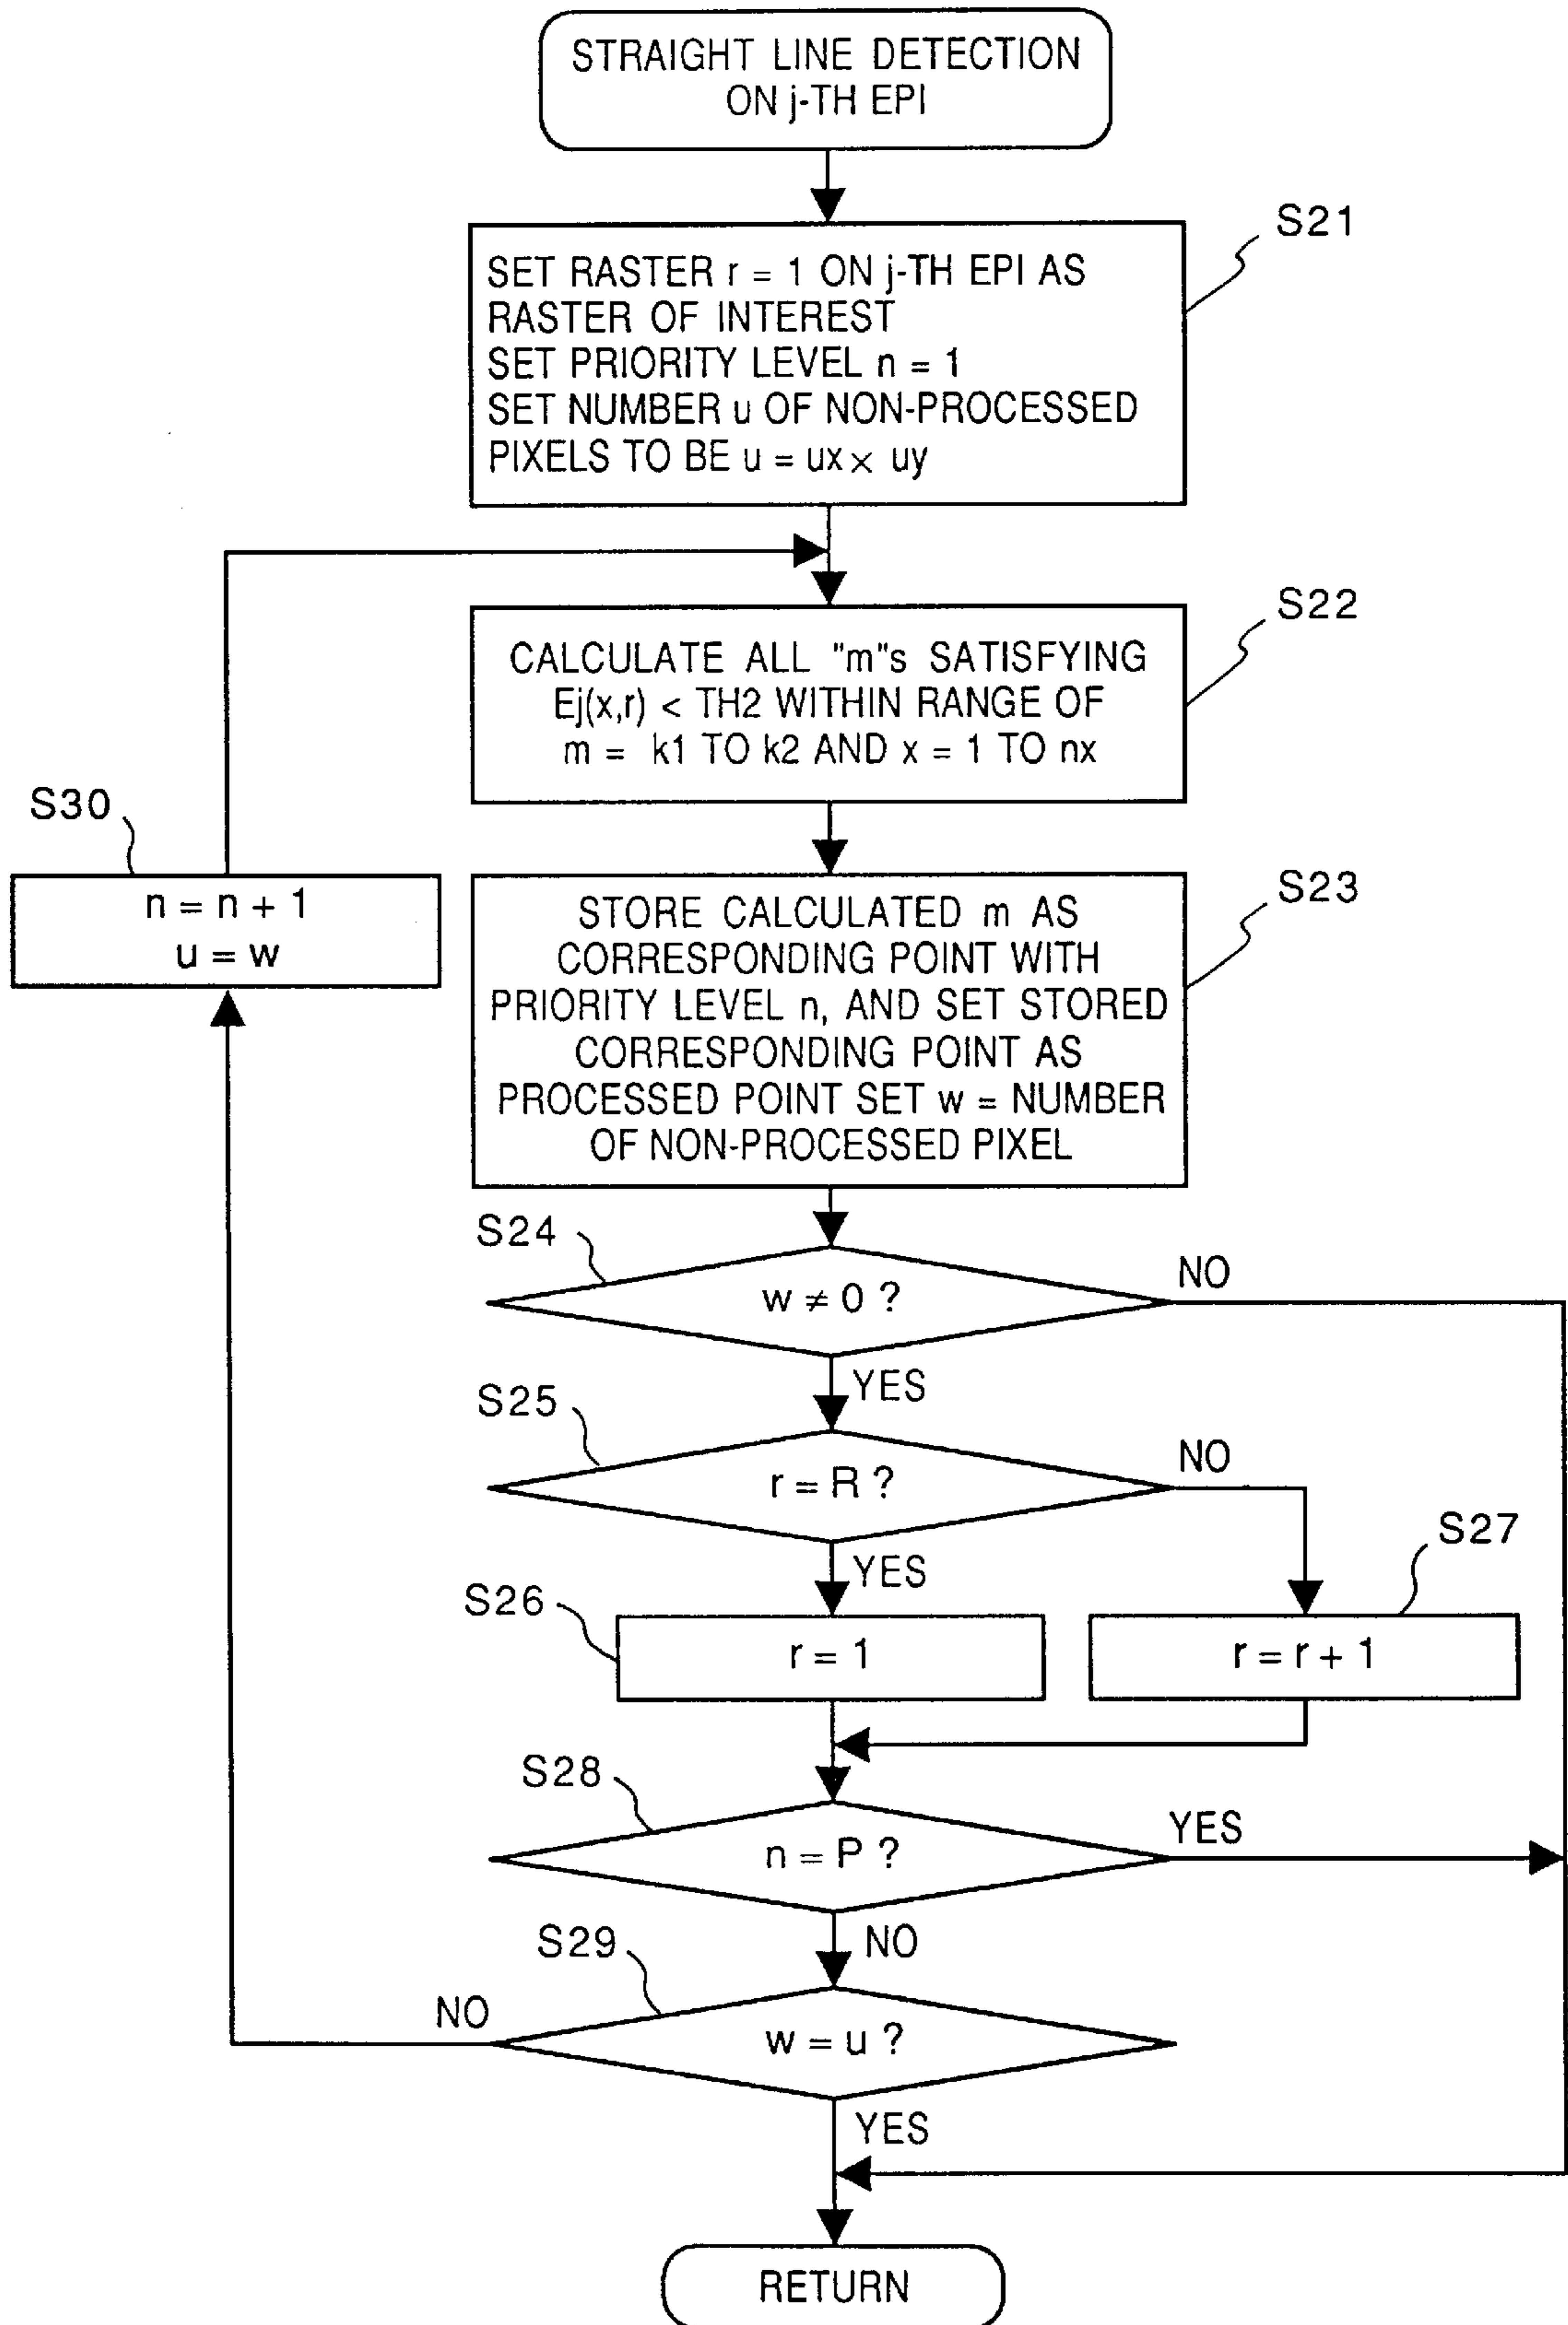 STRAIGHT LINE DETECTION
ON j-TH EPI
S21
SET RASTER r = 1 ON j-TH EPI AS
RASTER OF INTEREST
SET PRIORITY LEVEL n = 1
SET NUMBER u OF NON-PROCESSED
PIXELS TO BE u = ux × uy
S22
CALCULATE ALL "m"s SATISFYING
Ej(x,r) < TH2 WITHIN RANGE OF
m = k1 TO k2 AND x = 1 TO nx
S30
n = n + 1
u = w
S23
STORE CALCULATED m AS
CORRESPONDING POINT WITH
PRIORITY LEVEL n, AND SET STORED
CORRESPONDING POINT AS
PROCESSED POINT SET w = NUMBER
OF NON-PROCESSED PIXEL
S24
w ≠ 0 ?
NO
YES
S25
r = R ?
NO
YES
S26
r = 1
S27
r = r + 1
S28
n = P ?
YES
NO
S29
w = u ?
NO
YES
RETURN